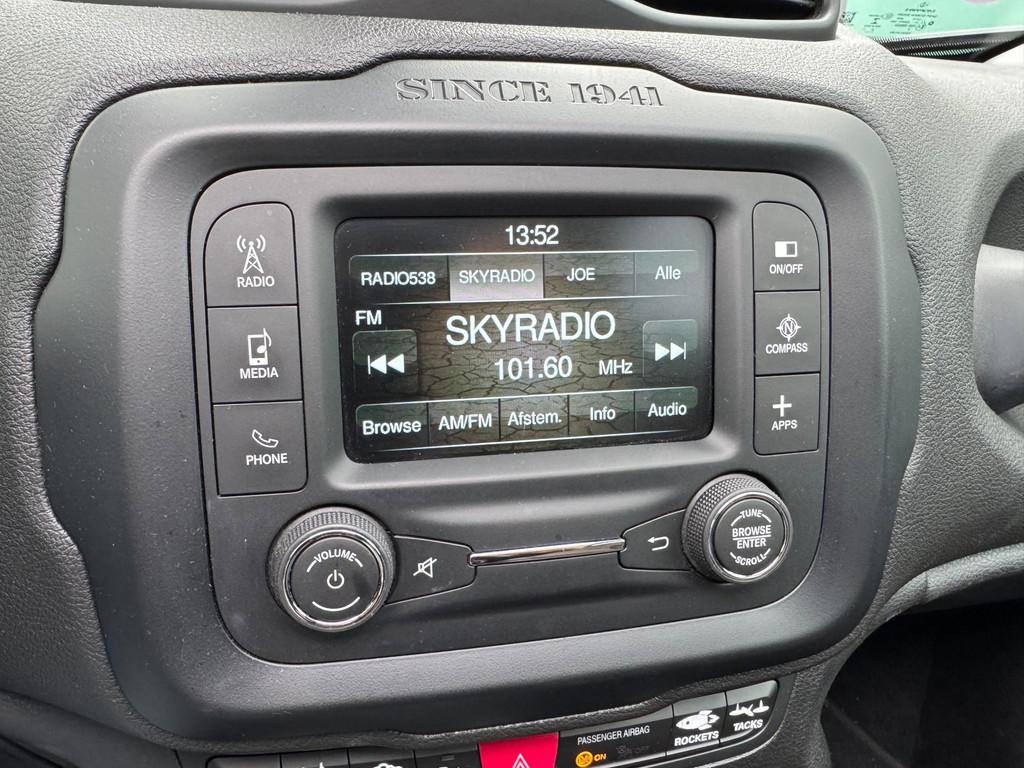 SINCE 1941
13:52
RADIO538 SKYRADIO JOE Alle
FM
SKYRADIO
101.60 MHz
Browse AM/FM Afstem. Info Audio
RADIO
MEDIA
PHONE
ON/OFF
N
COMPASS
APPS
VOLUME
TUNE
BROWSE
ENTER
SCROLL
PASSENGER AIRBAG
ON OFF
ROCKETS
TACKS